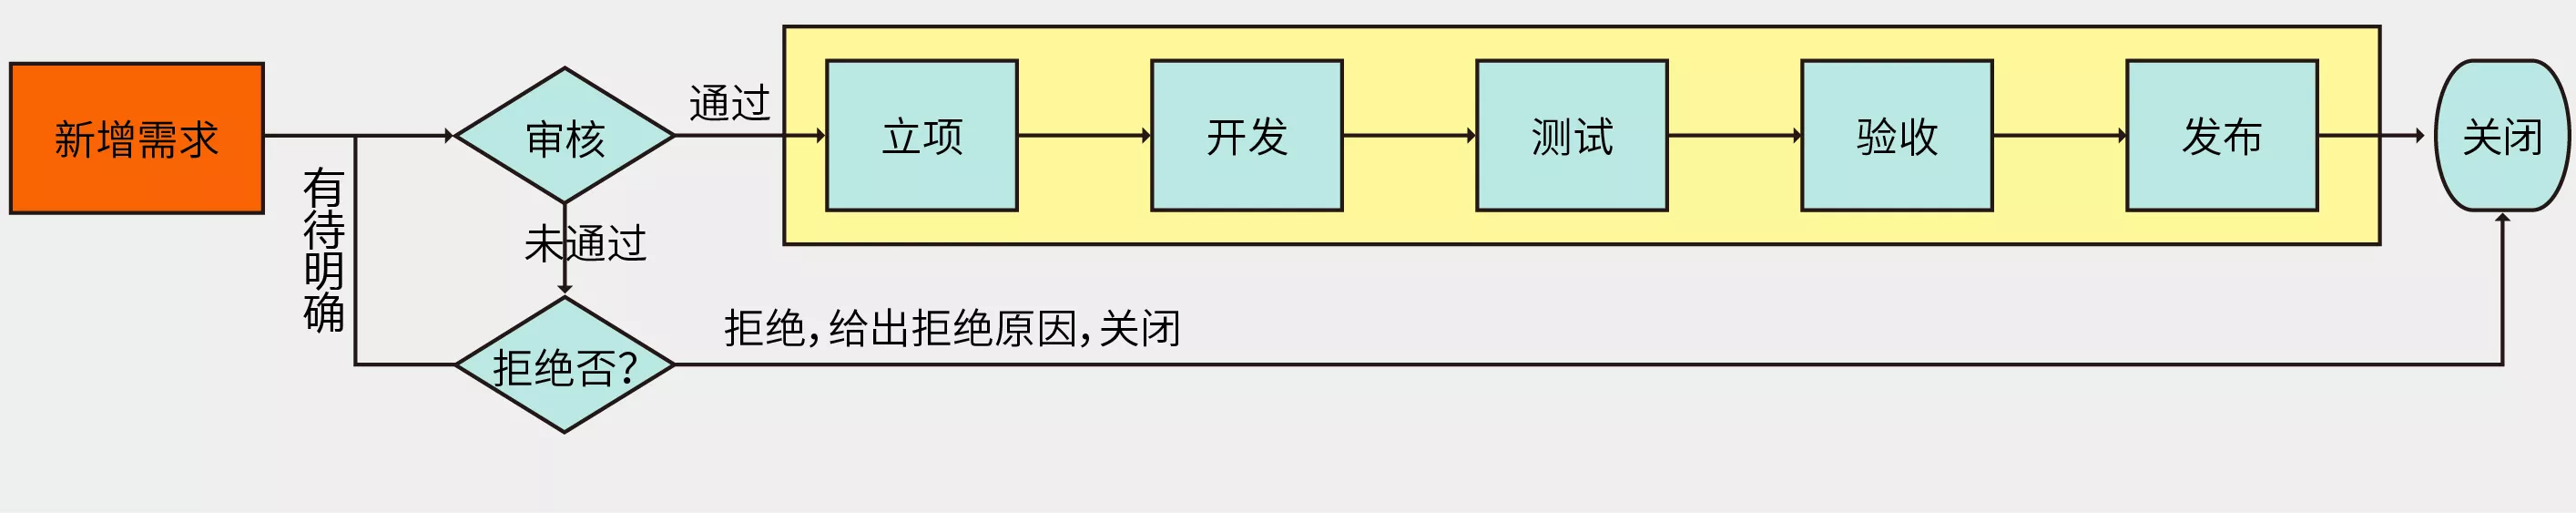 新增需求
审核
通过
立项
开发
测试
验收
发布
关闭
有待明确
未通过
拒绝否？
拒绝，给出拒绝原因，关闭